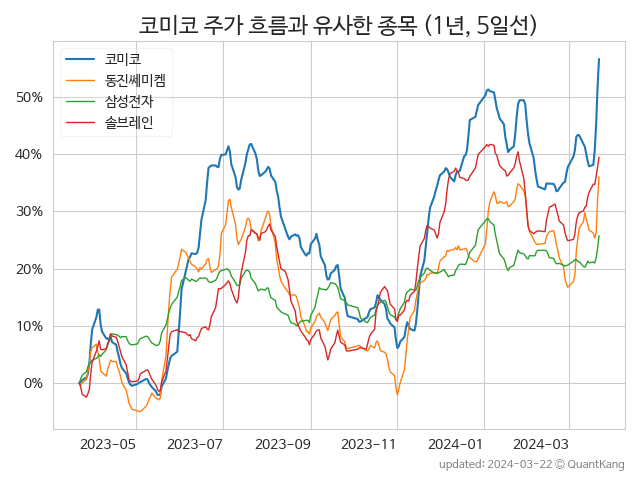 코미코 주가 흐름과 유사한 종목 (1년, 5일선)
코미코
동진쎄미켐
삼성전자
솔브레인
50%
40%
30%
20%
10%
0%
2023-05 2023-07 2023-09 2023-11 2024-01 2024-03
updated: 2024-03-22 © QuantKang